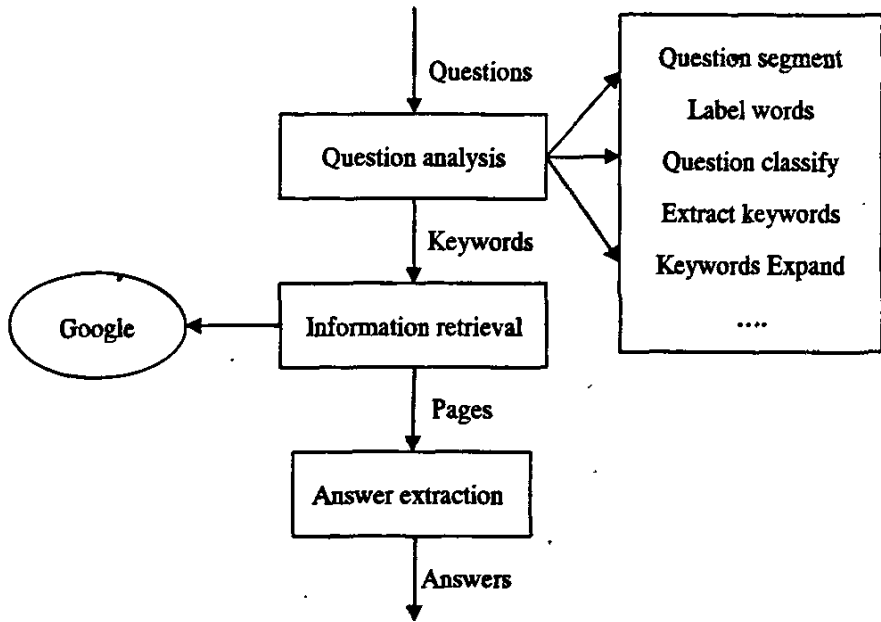 Questions
Question analysis
Question segment
Label words
Question classify
Extract keywords
Keywords Expand
....
Keywords
Google
Information retrieval
Pages
Answer extraction
Answers